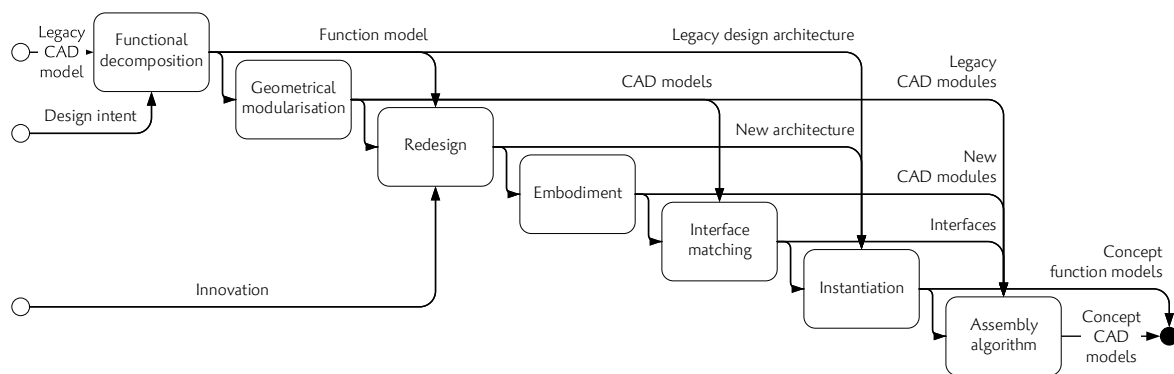 Legacy
CAD
model
Functional
decomposition
Function model
Legacy design architecture
Legacy
CAD modules
Design intent
Geometrical
modularisation
CAD models
Redesign
New architecture
New
CAD modules
Embodiment
Interface
matching
Interfaces
Innovation
Instantiation
Concept
function models
Assembly
algorithm
Concept
CAD
models